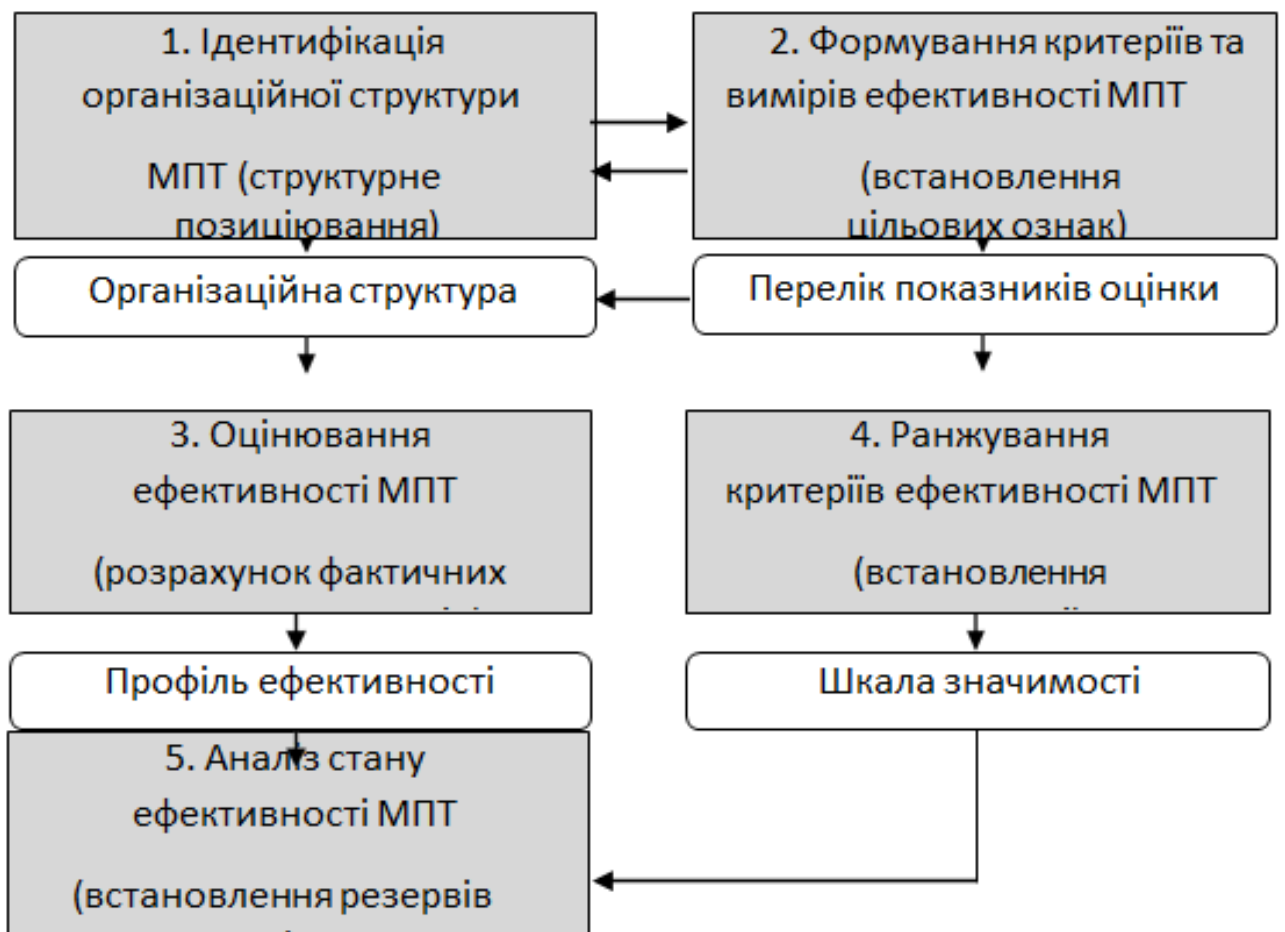 1. Ідентифікація
організаційної структури
МПТ (структурне
позиціювання)
2. Формування критеріїв та
вимірів ефективності МПТ
(встановлення
цільових ознак)
Організаційна структура
Перелік показників оцінки
3. Оцінювання
ефективності МПТ
(розрахунок фактичних
4. Ранжування
критеріїв ефективності МПТ
(встановлення
Профіль ефективності
Шкала значимості
5. Аналіз стану
ефективності МПТ
(встановлення резервів